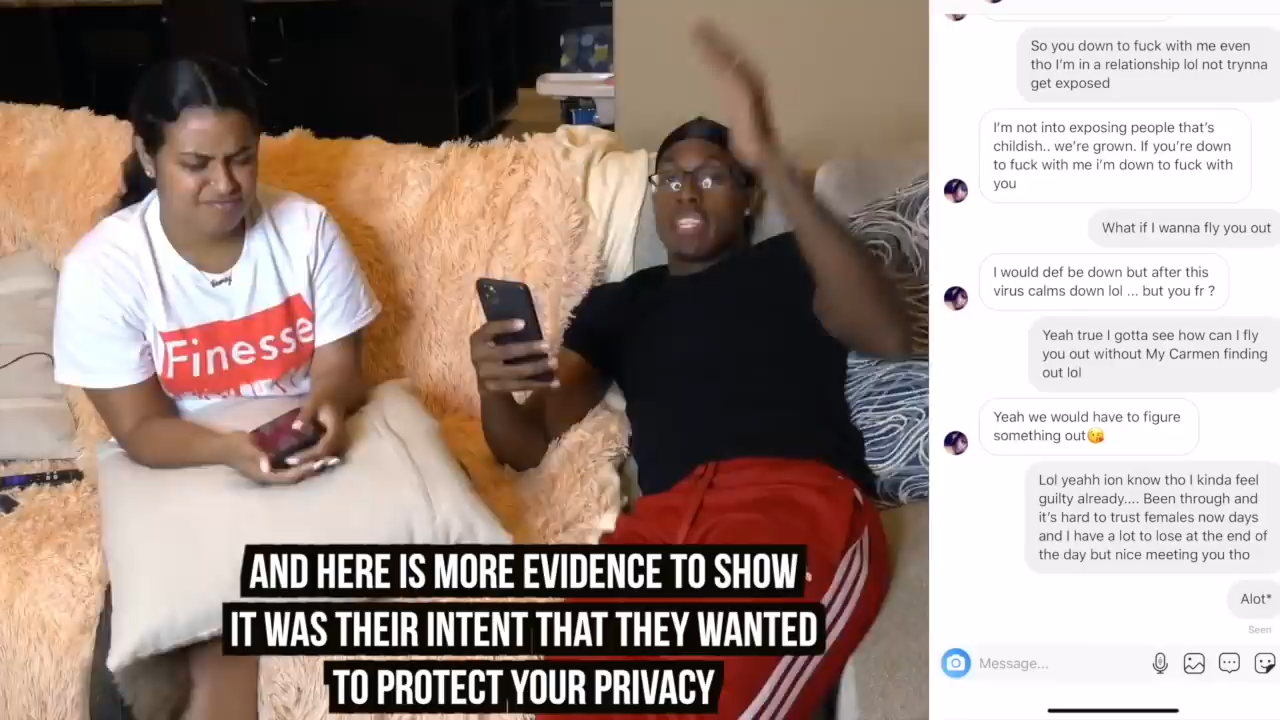 Finesse
AND HERE IS MORE EVIDENCE TO SHOW
IT WAS THEIR INTENT THAT THEY WANTED
TO PROTECT YOUR PRIVACY
So you down to fuck with me even
tho I'm in a relationship lol not trynna
get exposed
I'm not into exposing people that's
childish.. we're grown. If you're down
to fuck with me i'm down to fuck with
you
What if I wanna fly you out
I would def be down but after this
virus calms down lol ... but you fr ?
Yeah true I gotta see how can I fly
you out without My Carmen finding
out lol
Yeah we would have to figure
something out😘
Lol yeahh ion know tho I kinda feel
guilty already.... Been through and
it's hard to trust females now days
and I have a lot to lose at the end of
the day but nice meeting you tho
Alot*
Seen
Message...